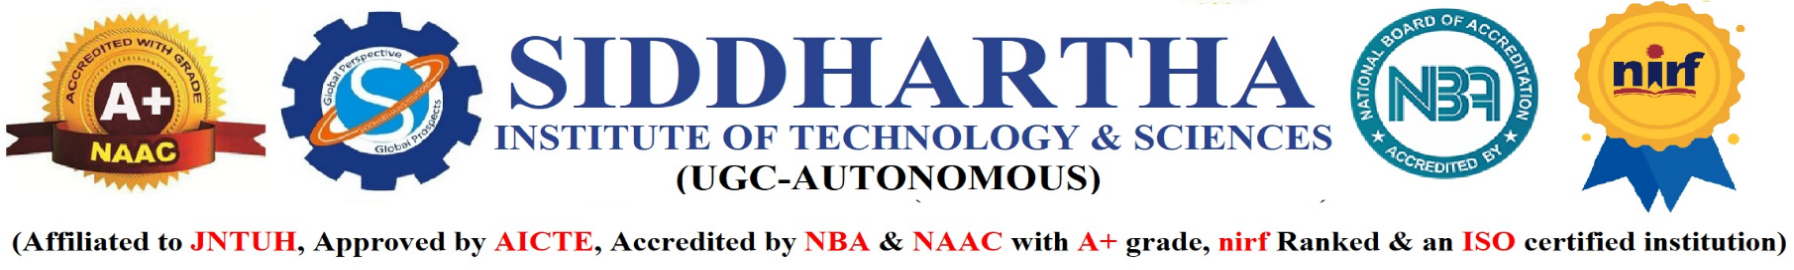 ACCREDITED WITH GRADE
A+
NAAC
Global Perspective
S
Global Prospects
SIDDHARTHA
INSTITUTE OF TECHNOLOGY & SCIENCES
(UGC-AUTONOMOUS)
NATIONAL BOARD OF ACCREDITATION
NBA
ACCREDITED BY
nirf
(Affiliated to JNTUH, Approved by AICTE, Accredited by NBA & NAAC with A+ grade, nirf Ranked & an ISO certified institution)